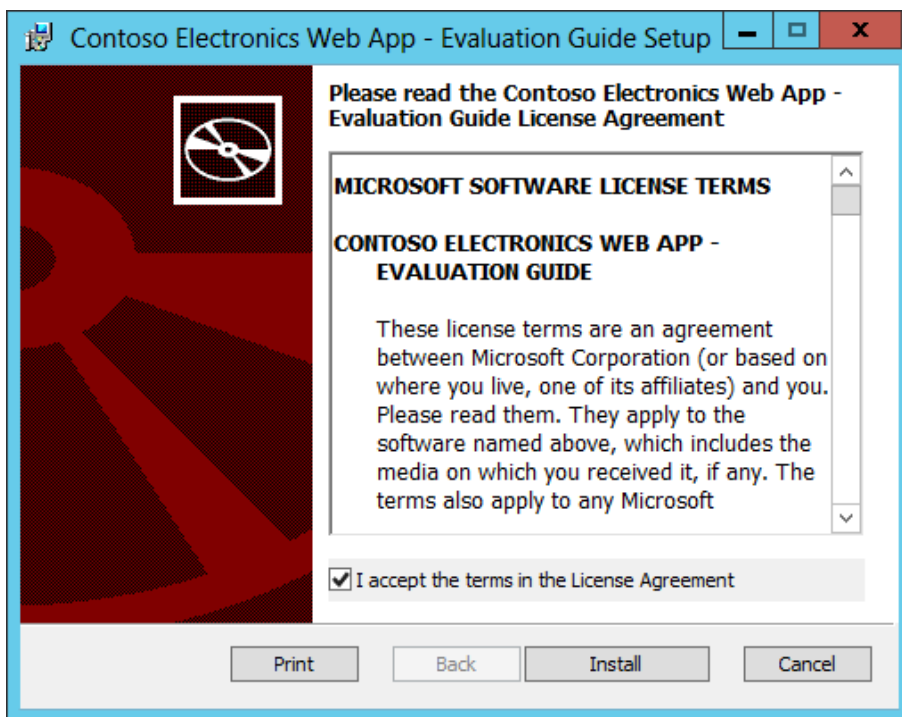 Contoso Electronics Web App - Evaluation Guide Setup
Please read the Contoso Electronics Web App -
Evaluation Guide License Agreement
MICROSOFT SOFTWARE LICENSE TERMS
CONTOSO ELECTRONICS WEB APP -
EVALUATION GUIDE
These license terms are an agreement
between Microsoft Corporation (or based on
where you live, one of its affiliates) and you.
Please read them. They apply to the
software named above, which includes the
media on which you received it, if any. The
terms also apply to any Microsoft
I accept the terms in the License Agreement
Print Back Install Cancel